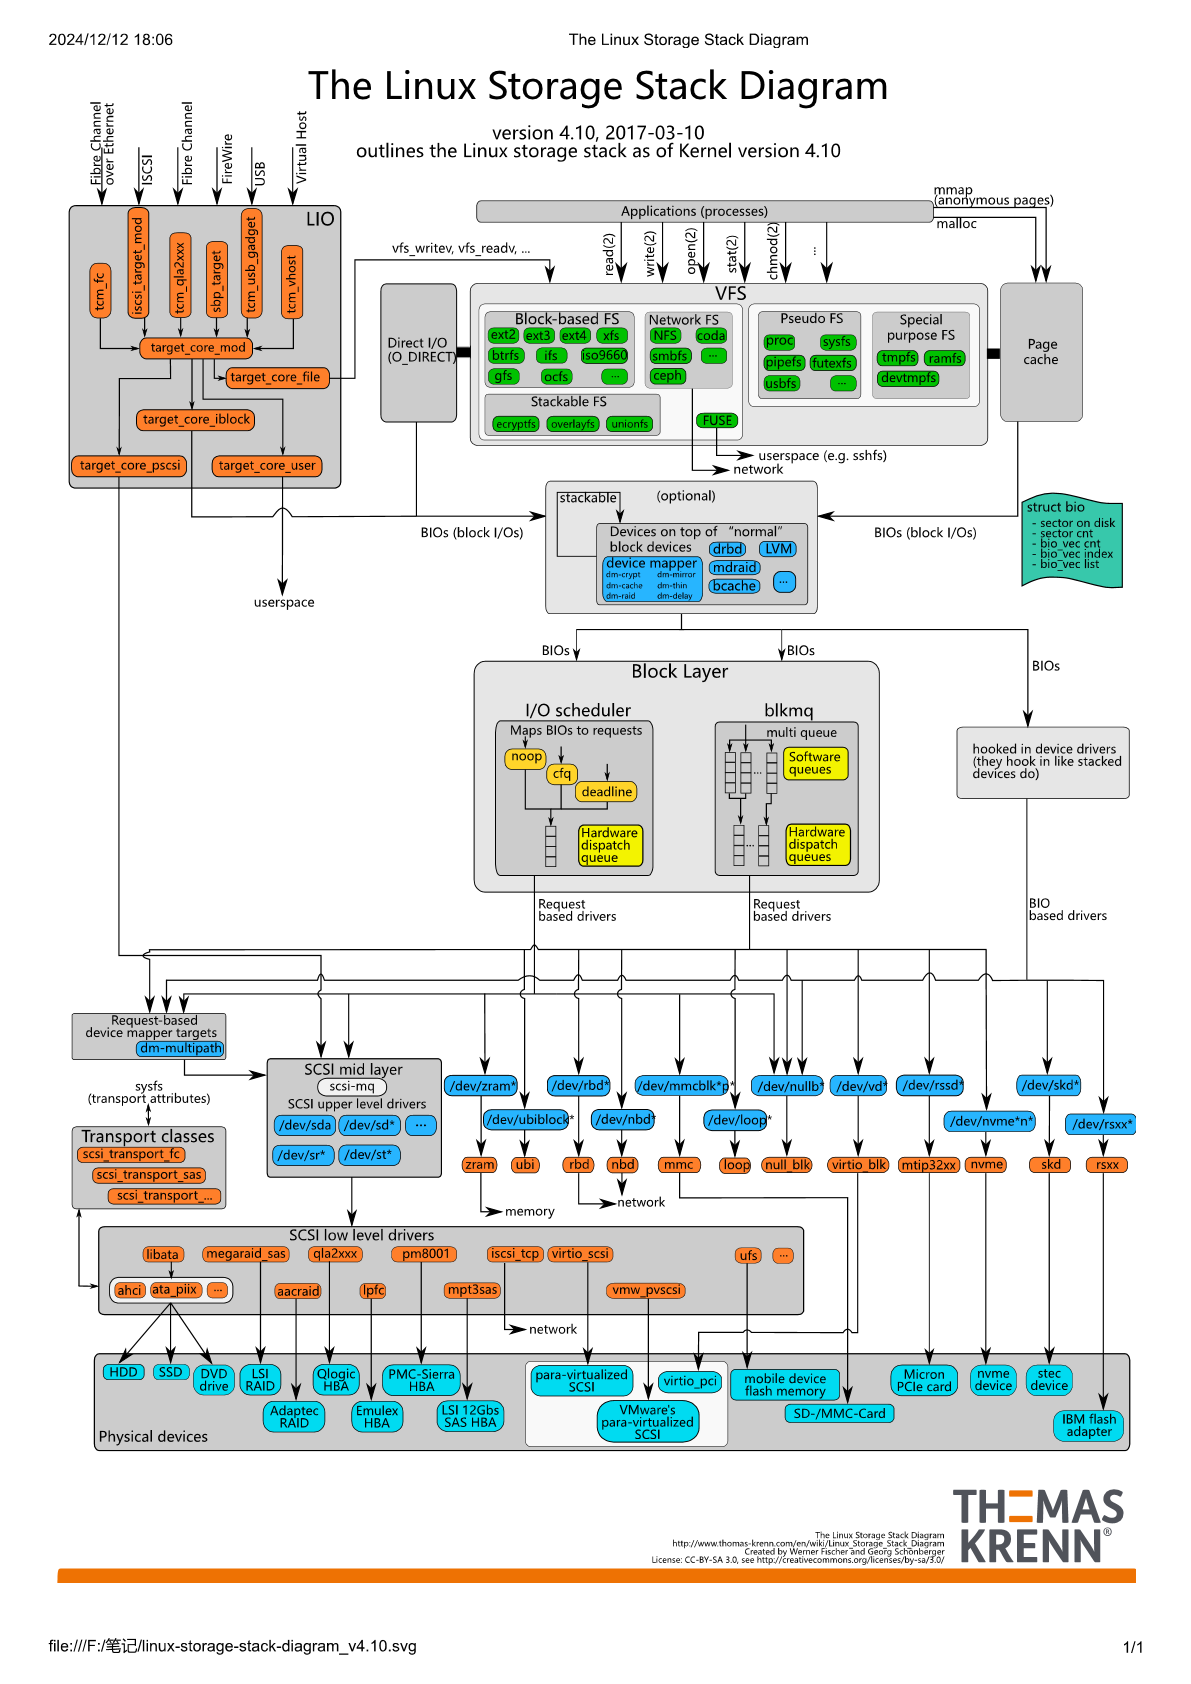 2024/12/12 18:06
The Linux Storage Stack Diagram
The Linux Storage Stack Diagram
version 4.10, 2017-03-10
outlines the Linux storage stack as of Kernel version 4.10
Fibre Channel
over Ethernet
ISCSI
Fibre Channel
FireWire
USB
Virtual Host
LIO
tcm_fc
iscsi_target_mod
tcm_qla2xxx
sbp_target
tcm_usb_gadget
tcm_vhost
target_core_mod
target_core_file
target_core_iblock
target_core_pscsi
target_core_user
userspace
vfs_writev, vfs_readv, ...
Applications (processes)
mmap
(anonymous pages)
malloc
read(2)
write(2)
open(2)
stat(2)
chmod(2)
...
Direct I/O
(O_DIRECT)
VFS
Block-based FS
ext2
ext3
ext4
xfs
btrfs
ifs
iso9660
gfs
ocfs
...
Network FS
NFS
coda
smbfs
...
ceph
Pseudo FS
proc
sysfs
pipefs
futexfs
usbfs
...
Special
purpose FS
tmpfs
ramfs
devtmpfs
Stackable FS
ecryptfs
overlayfs
unionfs
FUSE
userspace (e.g. sshfs)
network
Page
cache
stackable
(optional)
Devices on top of “normal”
block devices
drbd
LVM
device mapper
dm-crypt
dm-mirror
dm-cache
dm-thin
dm-raid
dm-delay
mdraid
bcache
...
BIOs (block I/Os)
BIOs (block I/Os)
struct bio
- sector on disk
- sector cnt
- bio_vec cnt
- bio_vec index
- bio_vec list
BIOs
BIOs
BIOs
Block Layer
I/O scheduler
Maps BIOs to requests
noop
cfq
deadline
Hardware
dispatch
queue
blkmq
multi queue
...
Software
queues
...
Hardware
dispatch
queues
hooked in device drivers
(they hook in like stacked
devices do)
Request
based drivers
Request
based drivers
BIO
based drivers
Request-based
device mapper targets
dm-multipath
sysfs
(transport attributes)
Transport classes
scsi_transport_fc
scsi_transport_sas
scsi_transport_...
SCSI mid layer
scsi-mq
SCSI upper level drivers
/dev/sda
/dev/sd*
...
/dev/sr*
/dev/st*
/dev/zram*
/dev/rbd*
/dev/mmcblk*p*
/dev/nullb*
/dev/vd*
/dev/rssd*
/dev/skd*
/dev/ubiblock*
/dev/nbd*
/dev/loop*
/dev/nvme*n*
/dev/rsxx*
zram
ubi
rbd
nbd
mmc
loop
null_blk
virtio_blk
mtip32xx
nvme
skd
rsxx
memory
network
SCSI low level drivers
libata
megaraid_sas
qla2xxx
pm8001
iscsi_tcp
virtio_scsi
ufs
...
ahci
ata_piix
...
aacraid
lpfc
mpt3sas
vmw_pvscsi
network
HDD
SSD
DVD
drive
LSI
RAID
Qlogic
HBA
PMC-Sierra
HBA
para-virtualized
SCSI
virtio_pci
mobile device
flash memory
Micron
PCIe card
nvme
device
stec
device
Adaptec
RAID
Emulex
HBA
LSI 12Gbs
SAS HBA
VMware's
para-virtualized
SCSI
SD-/MMC-Card
IBM flash
adapter
Physical devices
THOMAS
KRENN®
The Linux Storage Stack Diagram
http://www.thomas-krenn.com/en/wiki/Linux_Storage_Stack_Diagram
Created by Werner Fischer and Georg Schönberger
License: CC-BY-SA 3.0, see http://creativecommons.org/licenses/by-sa/3.0/
file:///F:/笔记/linux-storage-stack-diagram_v4.10.svg
1/1